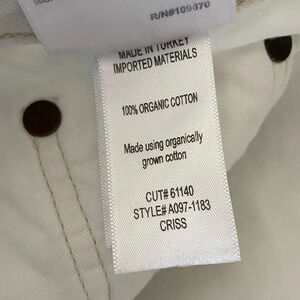 R/N#109870
MADE IN TURKEY
IMPORTED MATERIALS
100% ORGANIC COTTON
Made using organically
grown cotton
CUT# 61140
STYLE# A097-1183
CRISS